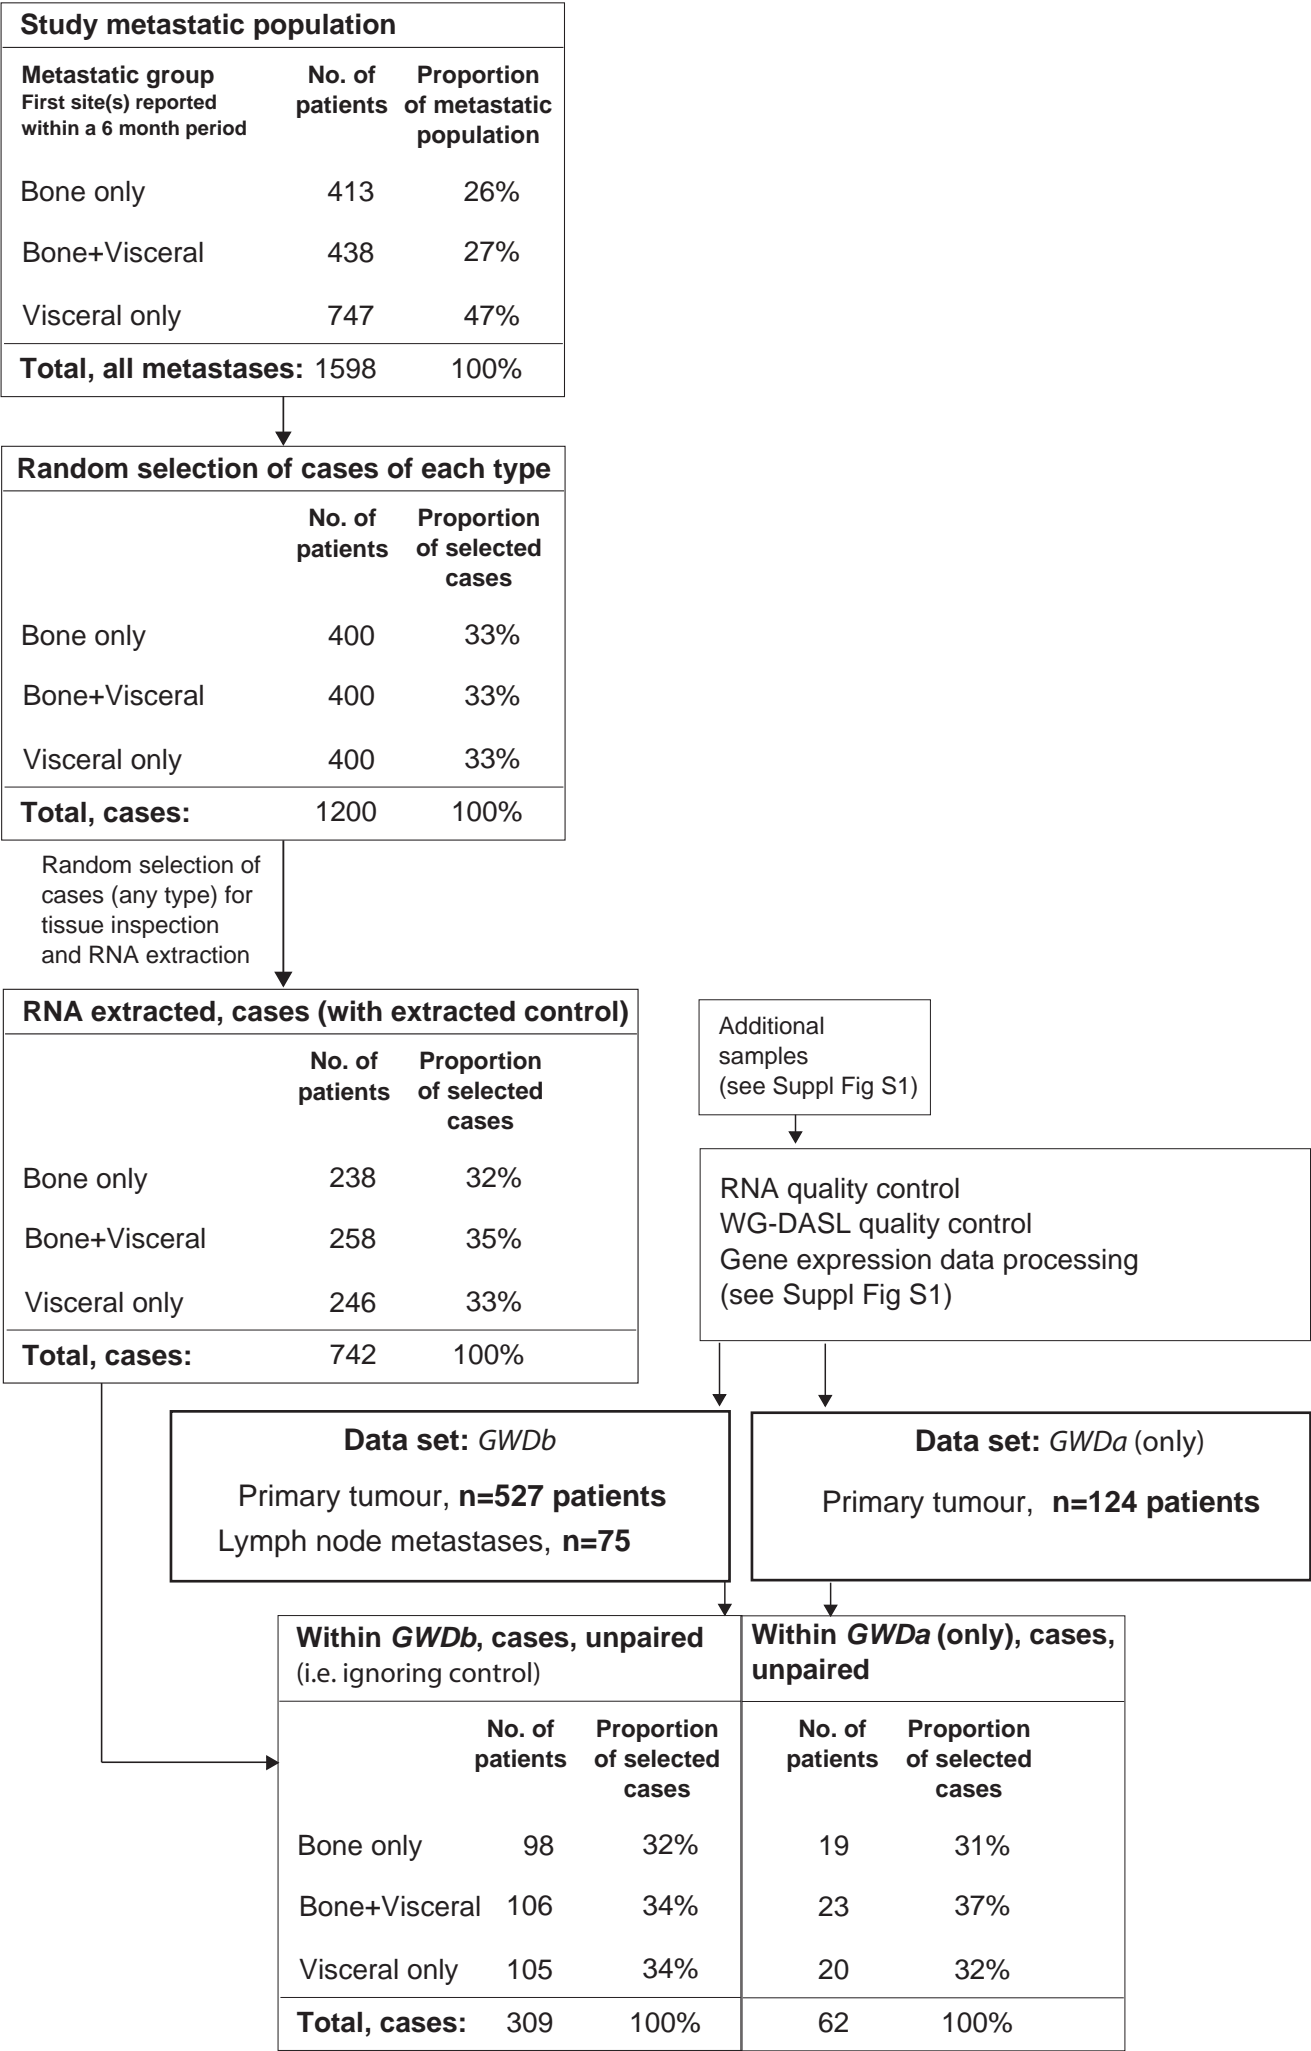 Study metastatic population
Metastatic group No. of Proportion
First site(s) reported patients of metastatic
within a 6 month period population
Bone only 413 26%
Bone+Visceral 438 27%
Visceral only 747 47%
Total, all metastases: 1598 100%
Random selection of cases of each type
No. of Proportion
patients of selected
cases
Bone only 400 33%
Bone+Visceral 400 33%
Visceral only 400 33%
Total, cases: 1200 100%
Random selection of
cases (any type) for
tissue inspection
and RNA extraction
RNA extracted, cases (with extracted control)
No. of Proportion
patients of selected
cases
Bone only 238 32%
Bone+Visceral 258 35%
Visceral only 246 33%
Total, cases: 742 100%
Additional
samples
(see Suppl Fig S1)
RNA quality control
WG-DASL quality control
Gene expression data processing
(see Suppl Fig S1)
Data set: GWDb
Primary tumour, n=527 patients
Lymph node metastases, n=75
Data set: GWDa (only)
Primary tumour, n=124 patients
Within GWDb, cases, unpaired
(i.e. ignoring control)
Within GWDa (only), cases,
unpaired
No. of Proportion No. of Proportion
patients of selected patients of selected
cases cases
Bone only 98 32% 19 31%
Bone+Visceral 106 34% 23 37%
Visceral only 105 34% 20 32%
Total, cases: 309 100% 62 100%